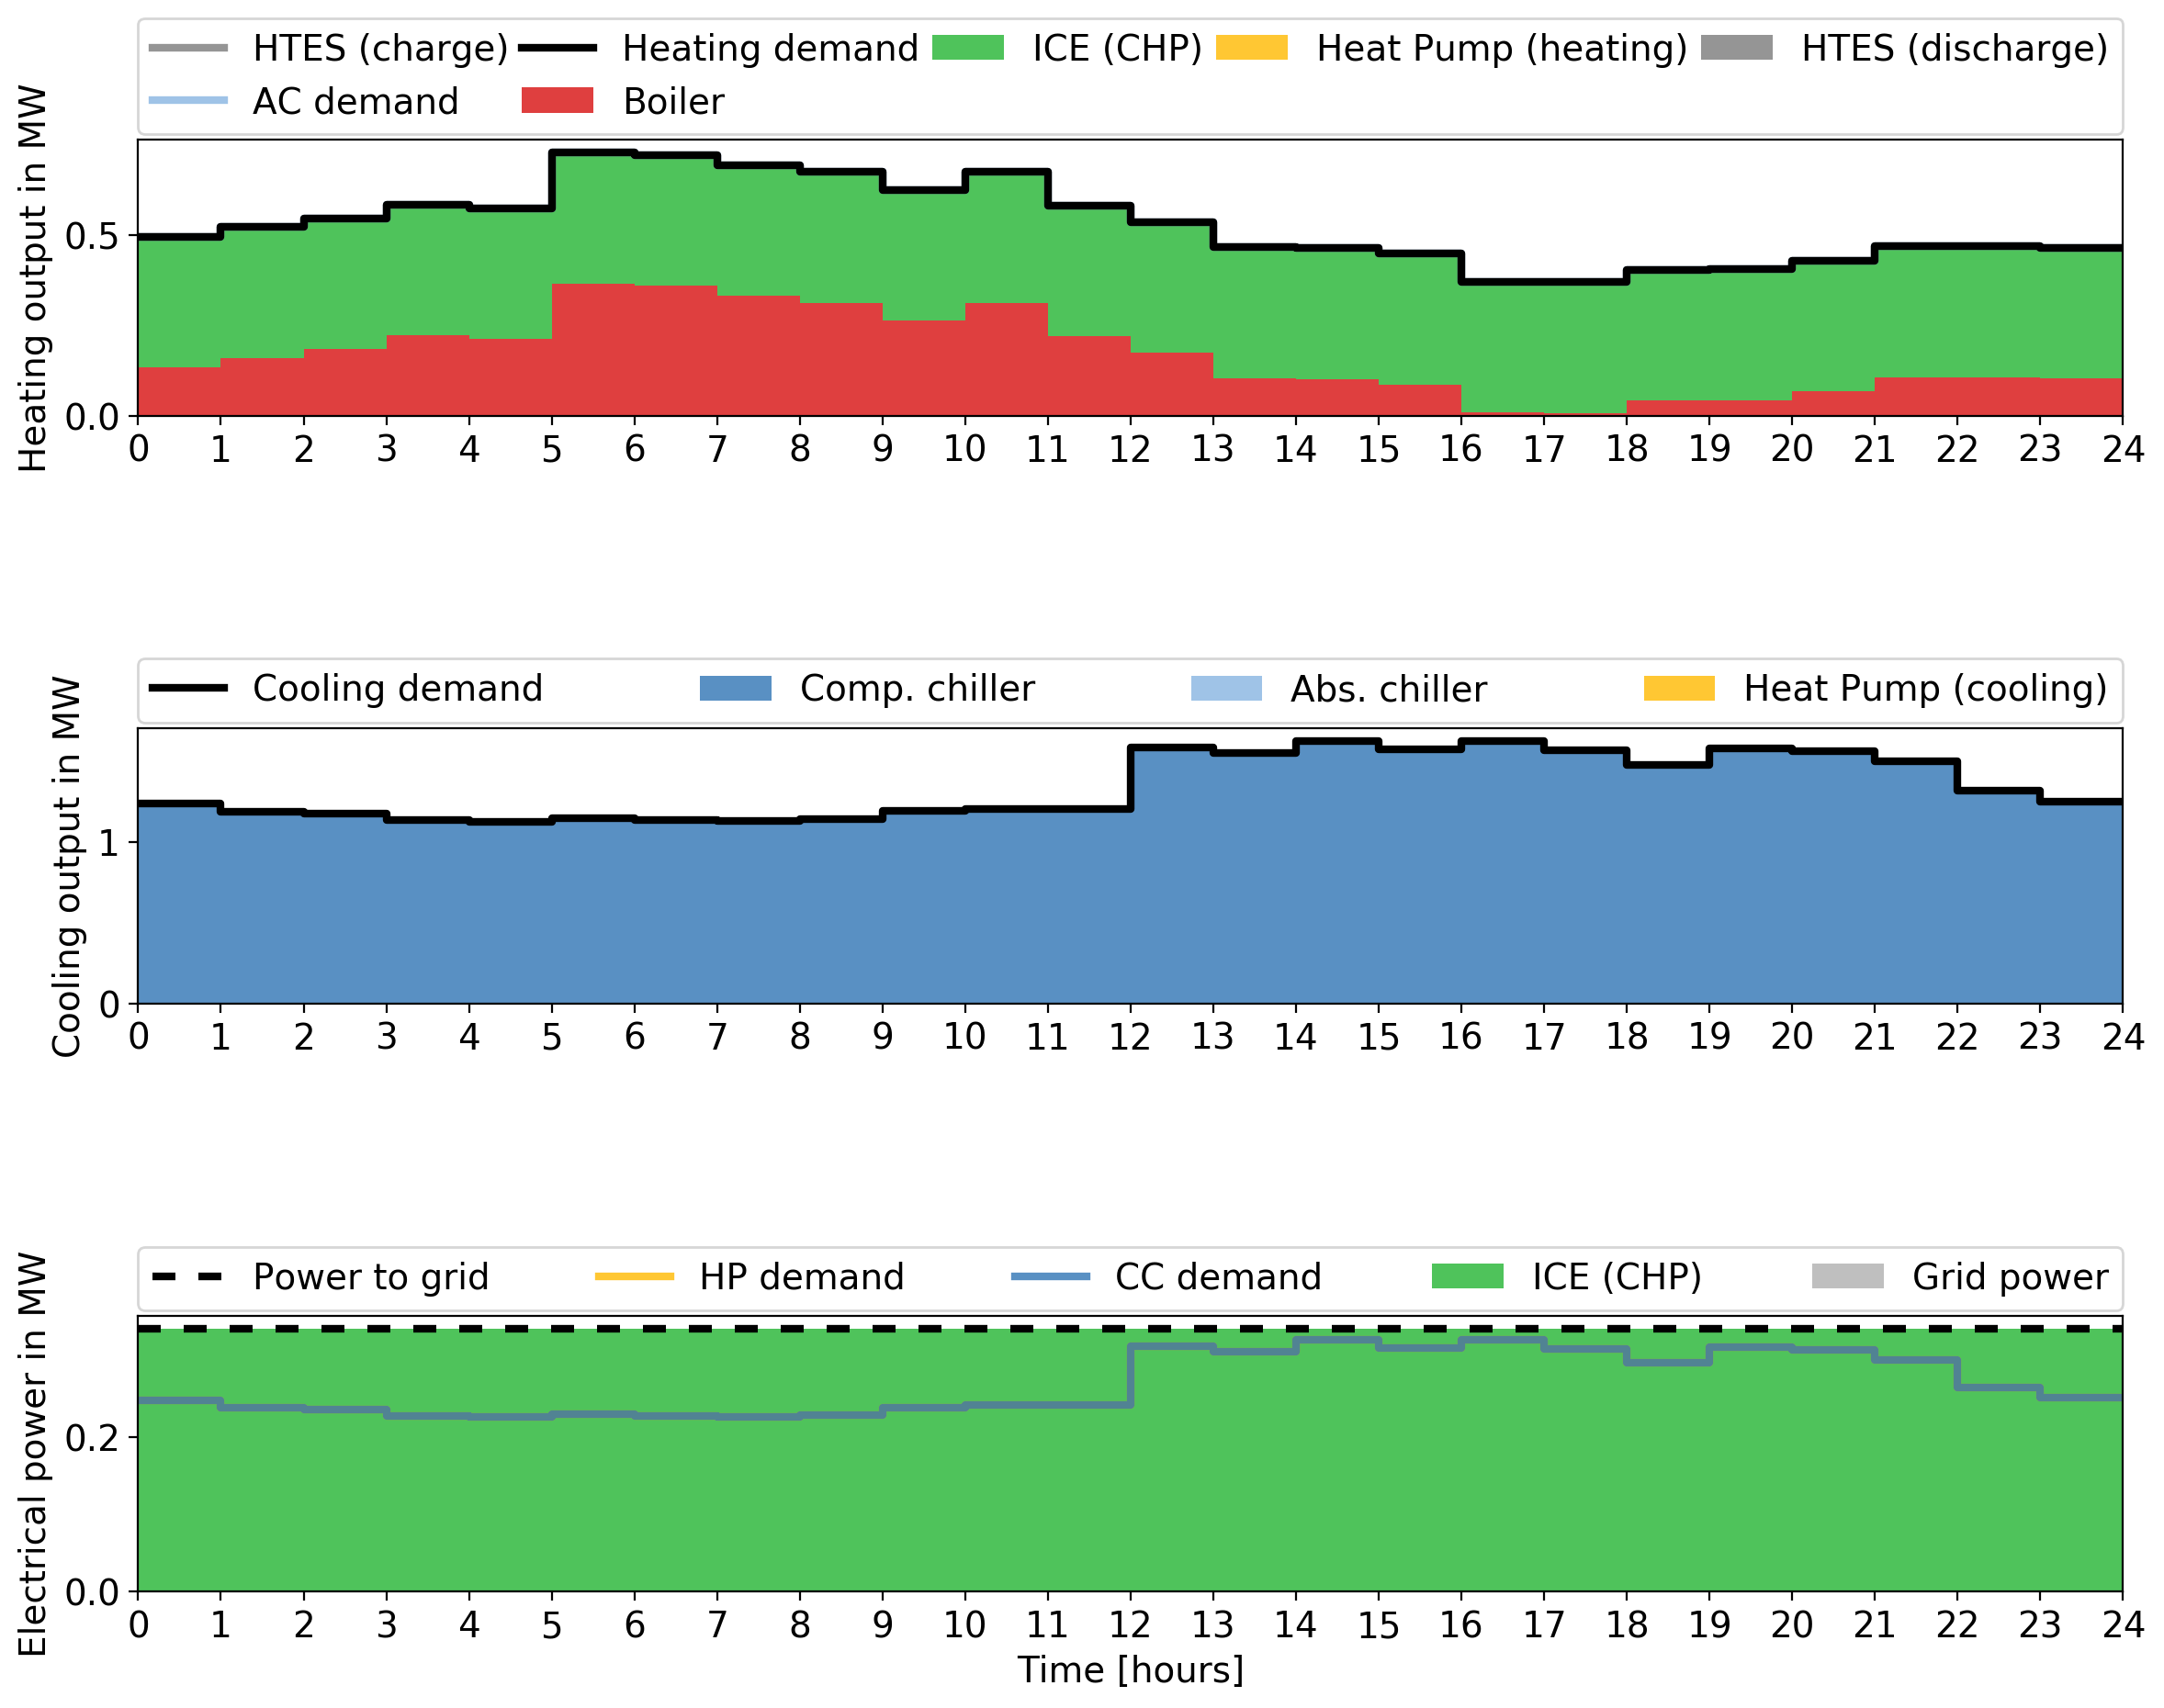 HTES (charge) Heating demand ICE (CHP) Heat Pump (heating) HTES (discharge)
AC demand Boiler
Heating output in MW
0.5
0.0
0 1 2 3 4 5 6 7 8 9 10 11 12 13 14 15 16 17 18 19 20 21 22 23 24
Cooling demand Comp. chiller Abs. chiller Heat Pump (cooling)
Cooling output in MW
1
0
0 1 2 3 4 5 6 7 8 9 10 11 12 13 14 15 16 17 18 19 20 21 22 23 24
Power to grid HP demand CC demand ICE (CHP) Grid power
Electrical power in MW
0.2
0.0
0 1 2 3 4 5 6 7 8 9 10 11 12 13 14 15 16 17 18 19 20 21 22 23 24
Time [hours]